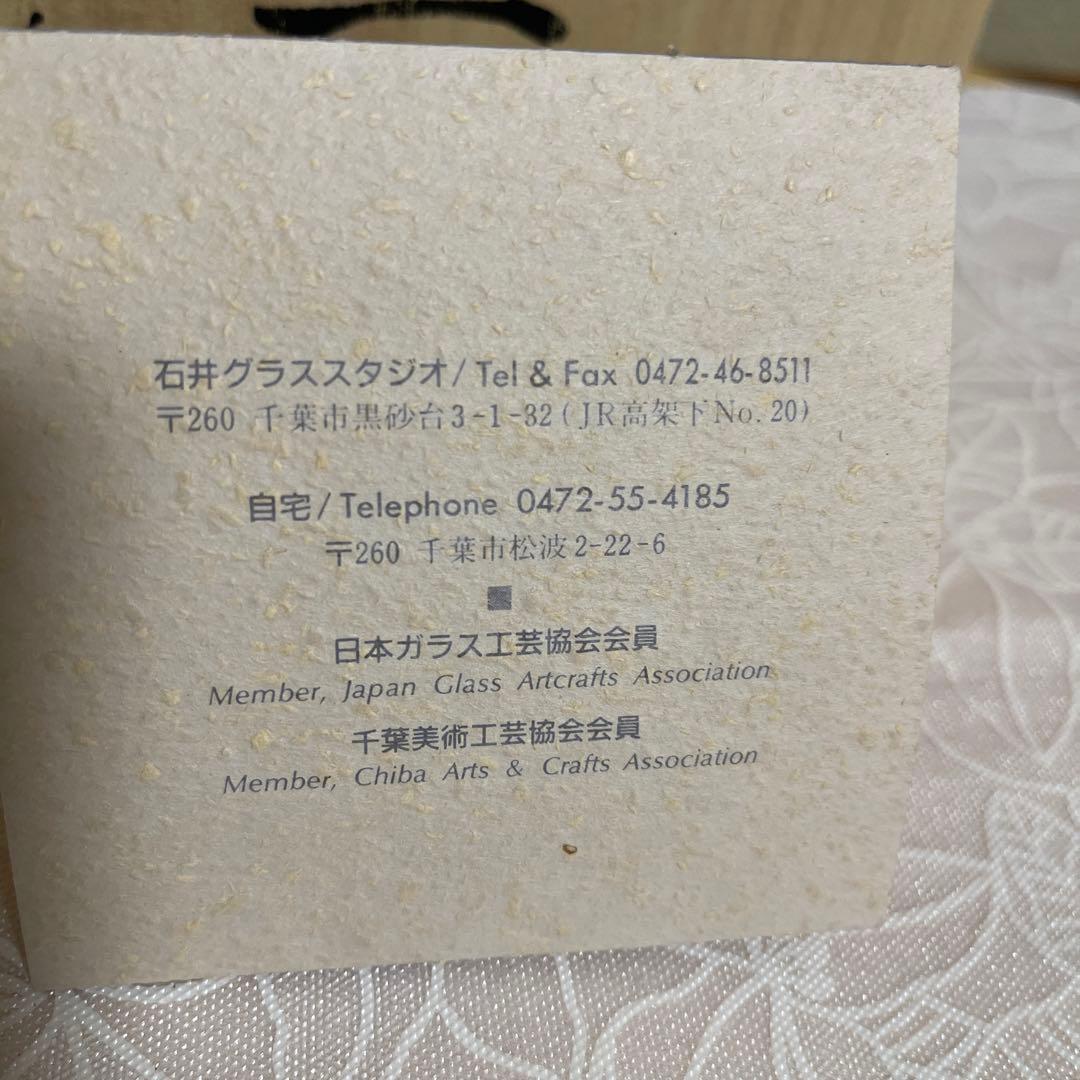 石井グラススタジオ/Tel & Fax 0472-46-8511
〒260 千葉市黒砂台3-1-32(JR高架下No.20)
自宅/Telephone 0472-55-4185
〒260 千葉市松波2-22-6
■
日本ガラス工芸協会会員
Member, Japan Glass Artcrafts Association
千葉美術工芸協会会員
Member, Chiba Arts & Crafts Association